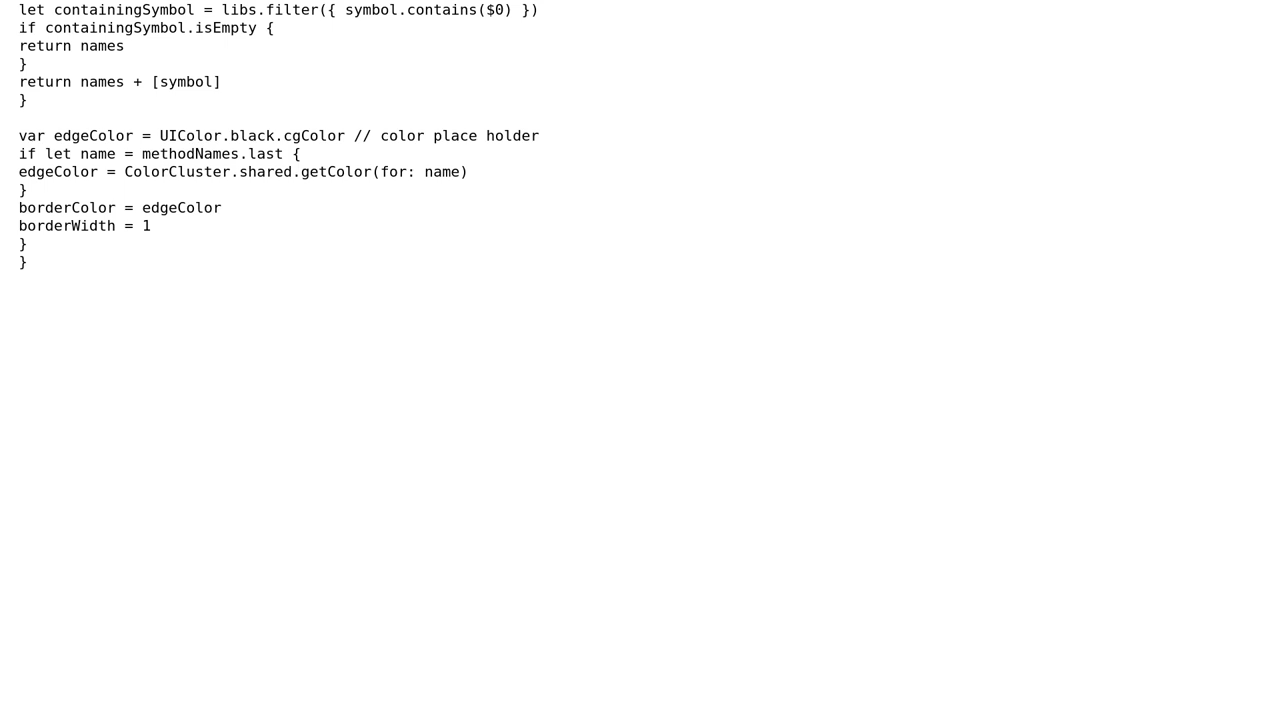 let containingSymbol = libs.filter({ symbol.contains($0) })
if containingSymbol.isEmpty {
return names
}
return names + [symbol]
}

var edgeColor = UIColor.black.cgColor // color place holder
if let name = methodNames.last {
edgeColor = ColorCluster.shared.getColor(for: name)
}
borderColor = edgeColor
borderWidth = 1
}
}